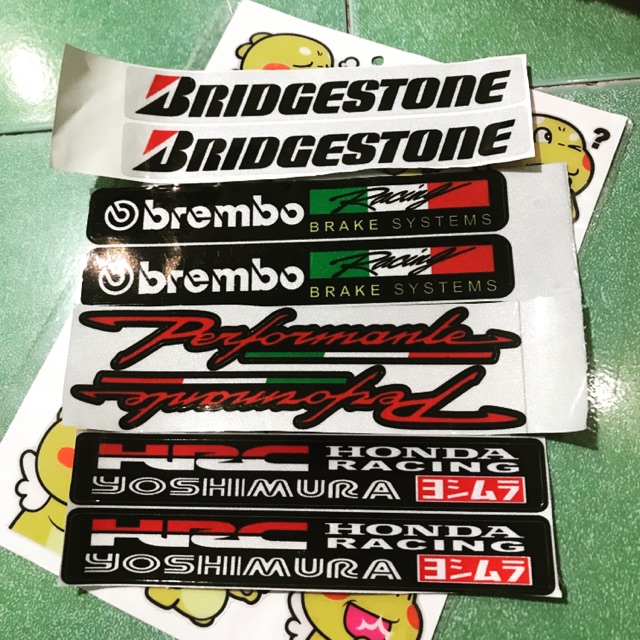 BRIDGESTONE
BRIDGESTONE
?
brembo Racing
BRAKE SYSTEMS
brembo Racing
BRAKE SYSTEMS
Performante
Performante
HRC HONDA RACING
YOSHIMURA ヨシムラ
HRC HONDA RACING
YOSHIMURA ヨシムラ